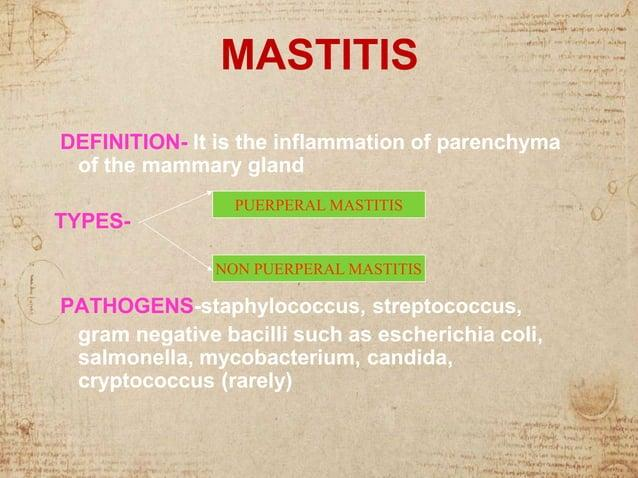 MASTITIS
DEFINITION- It is the inflammation of parenchyma
of the mammary gland
PUERPERAL MASTITIS
TYPES-
NON PUERPERAL MASTITIS
PATHOGENS-staphylococcus, streptococcus,
gram negative bacilli such as escherichia coli,
salmonella, mycobacterium, candida,
cryptococcus (rarely)